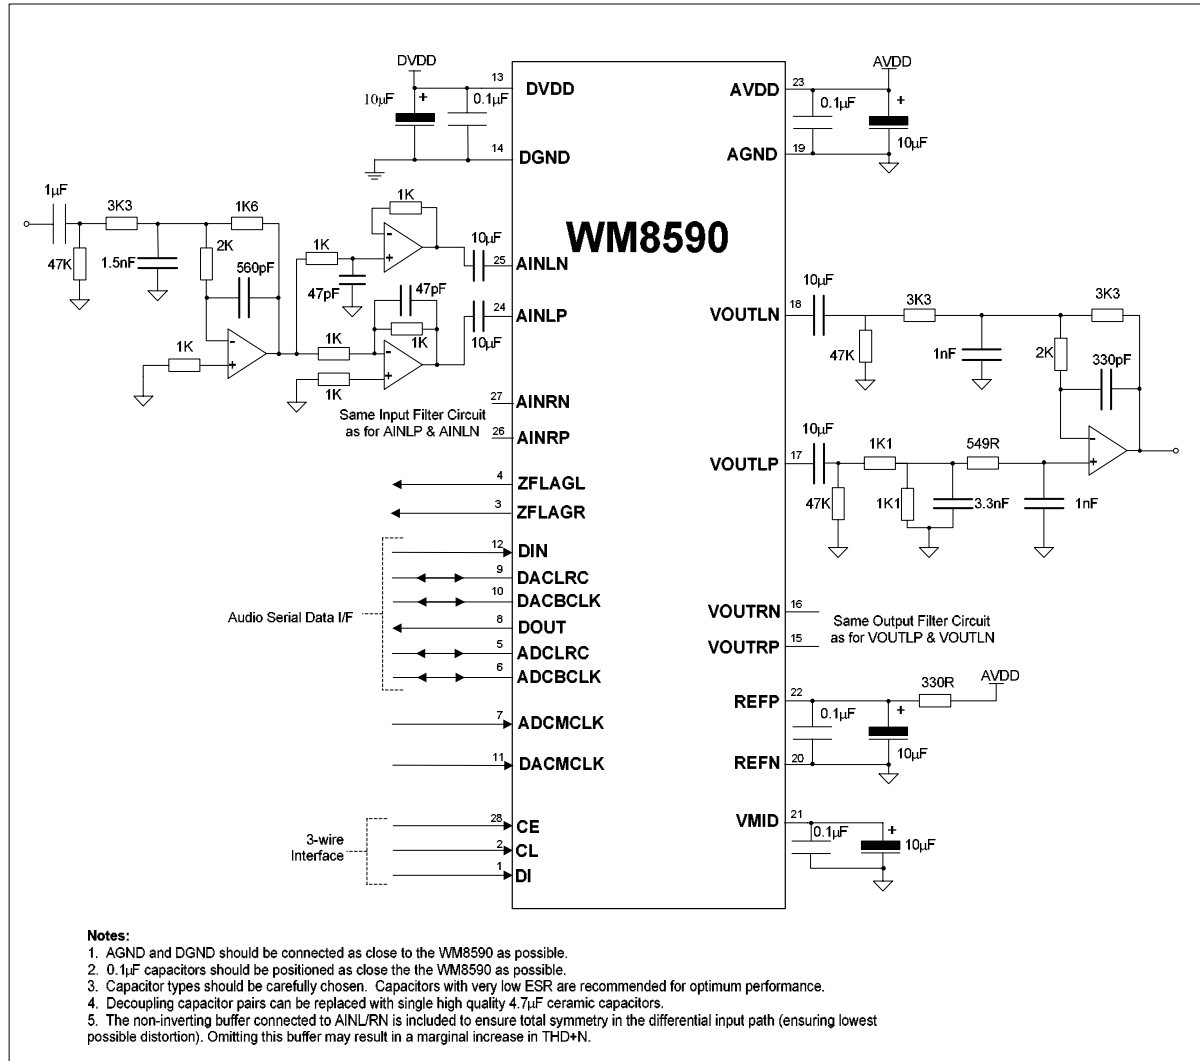 DVDD
AVDD
13
DVDD
10µF
+
0.1µF
14
DGND
AVDD
23
0.1µF
+
10µF
AGND
19
WM8590
1µF
3K3
1K6
47K
1.5nF
2K
560pF
-
+
1K
1K
-
+
1K
47pF
10µF
25
AINLN
47pF
1K
1K
-
+
1K
10µF
24
AINLP
27
AINRN
Same Input Filter Circuit
as for AINLP & AINLN
26
AINRP
4
ZFLAGL
3
ZFLAGR
Audio Serial Data I/F
12
DIN
9
DACLRC
10
DACBCLK
8
DOUT
5
ADCLRC
6
ADCBCLK
7
ADCMCLK
11
DACMCLK
3-wire
Interface
28
CE
2
CL
1
DI
VOUTLN
18
10µF
47K
3K3
1nF
3K3
2K
330pF
-
+
VOUTLP
17
10µF
47K
1K1
1K1
549R
3.3nF
1nF
VOUTRN
16
Same Output Filter Circuit
as for VOUTLP & VOUTLN
VOUTRP
15
REFP
22
330R
AVDD
0.1µF
+
10µF
REFN
20
VMID
21
0.1µF
+
10µF
Notes:
1. AGND and DGND should be connected as close to the WM8590 as possible.
2. 0.1µF capacitors should be positioned as close the the WM8590 as possible.
3. Capacitor types should be carefully chosen. Capacitors with very low ESR are recommended for optimum performance.
4. Decoupling capacitor pairs can be replaced with single high quality 4.7µF ceramic capacitors.
5. The non-inverting buffer connected to AINL/RN is included to ensure total symmetry in the differential input path (ensuring lowest
possible distortion). Omitting this buffer may result in a marginal increase in THD+N.